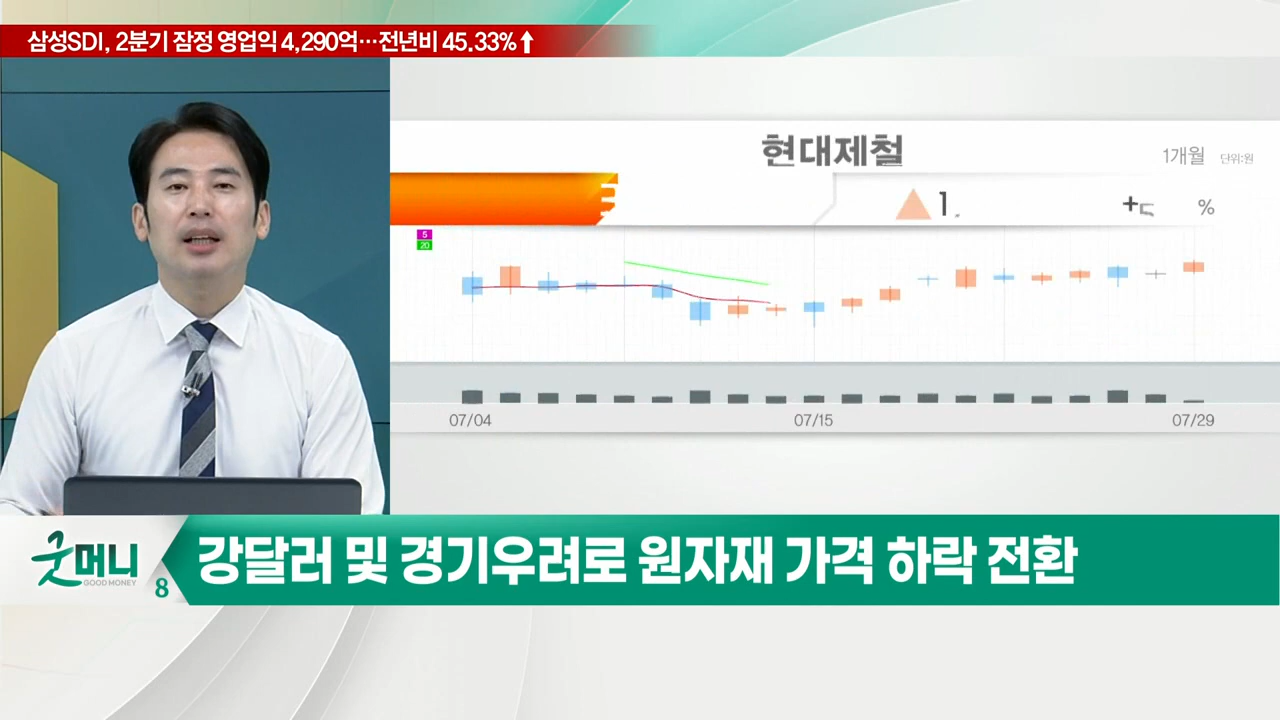 삼성SDI, 2분기 잠정 영업익 4,290억…전년비 45.33%⬆
현대제철
1개월 단위:원
▲1
+ %
5
20
07/04 07/15 07/29
굿머니
GOOD MONEY
8
강달러 및 경기우려로 원자재 가격 하락 전환